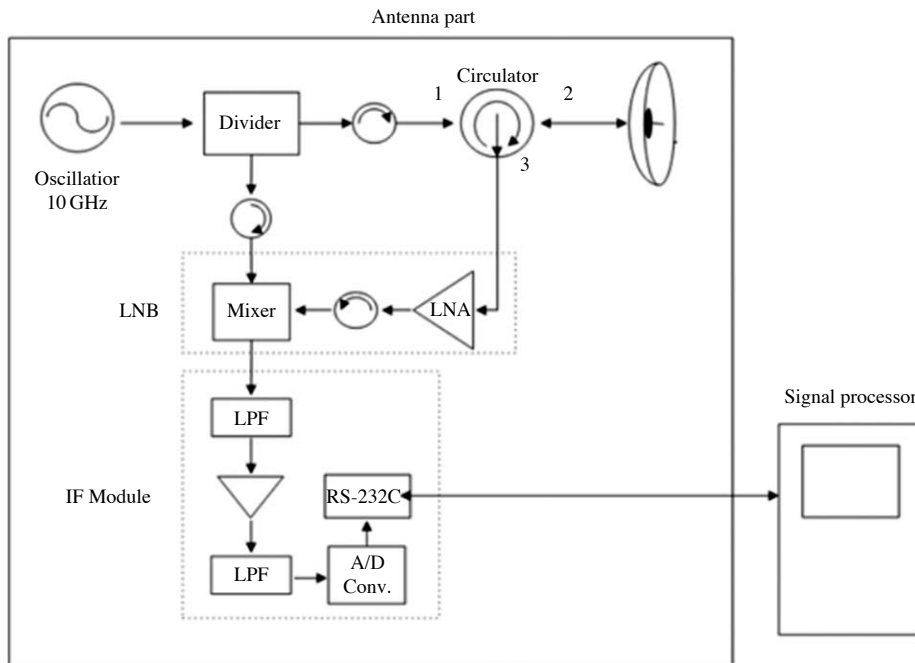 Antenna part
Circulator
1
2
Divider
3
Oscillatior
10 GHz
LNB
Mixer
LNA
Signal processor
LPF
IF Module
RS-232C
LPF
A/D
Conv.